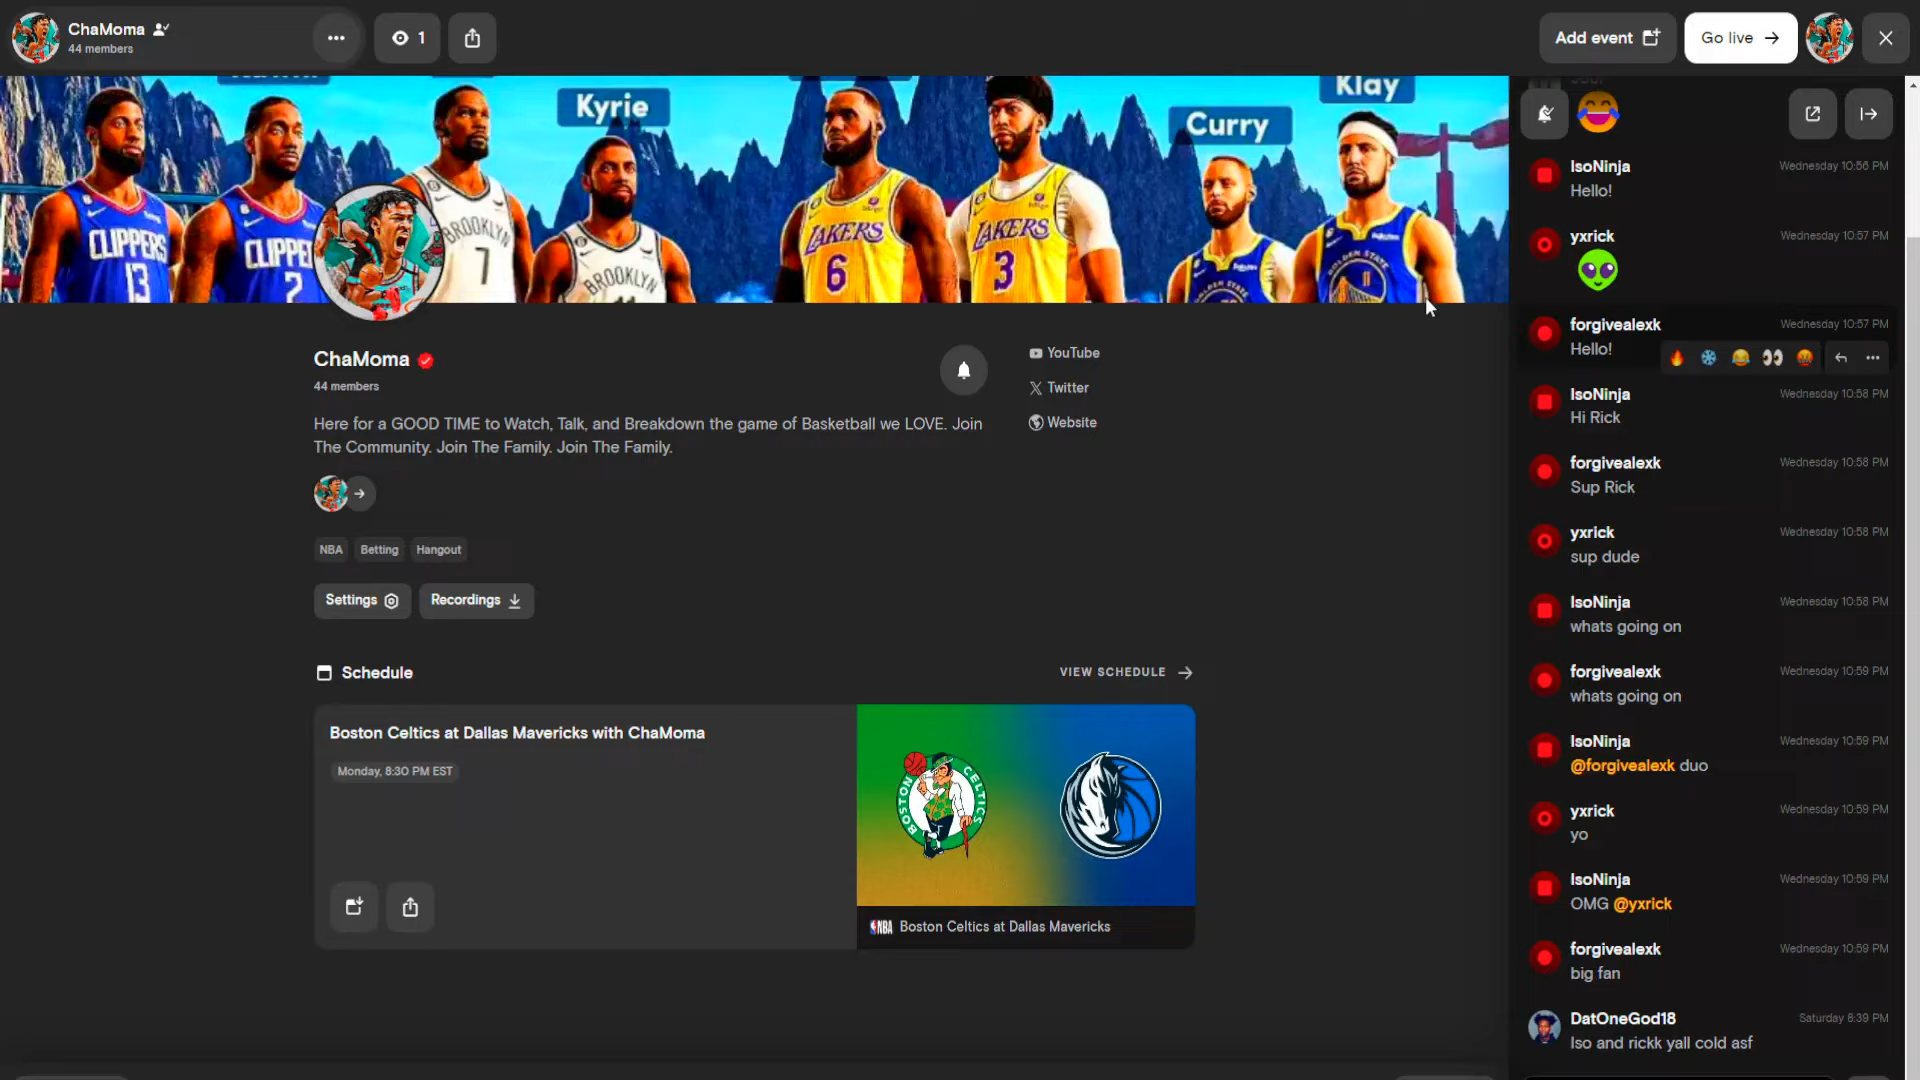 ChaMoma
44 members
1
Add event
Go live
Kyrie
Curry
Klay
CLIPPERS
13
CLIPPE
2
BROOKLYN
7
BROOKLYN
LAKERS
6
LAKERS
3
ChaMoma
44 members
YouTube
Twitter
Website
Here for a GOOD TIME to Watch, Talk, and Breakdown the game of Basketball we LOVE. Join
The Community. Join The Family. Join The Family.
NBA
Betting
Hangout
Settings
Recordings
Schedule
VIEW SCHEDULE
Boston Celtics at Dallas Mavericks with ChaMoma
Monday, 8:30 PM EST
BOSTON
CELTICS
NBA
Boston Celtics at Dallas Mavericks
IsoNinja
Wednesday 10:56 PM
Hello!
yxrick
Wednesday 10:57 PM
forgivealexk
Wednesday 10:57 PM
Hello!
IsoNinja
Wednesday 10:58 PM
Hi Rick
forgivealexk
Wednesday 10:58 PM
Sup Rick
yxrick
Wednesday 10:58 PM
sup dude
IsoNinja
Wednesday 10:58 PM
whats going on
forgivealexk
Wednesday 10:59 PM
whats going on
IsoNinja
Wednesday 10:59 PM
@forgivealexk duo
yxrick
Wednesday 10:59 PM
yo
IsoNinja
Wednesday 10:59 PM
OMG @yxrick
forgivealexk
Wednesday 10:59 PM
big fan
DatOneGod18
Saturday 8:39 PM
Iso and rickk yall cold asf